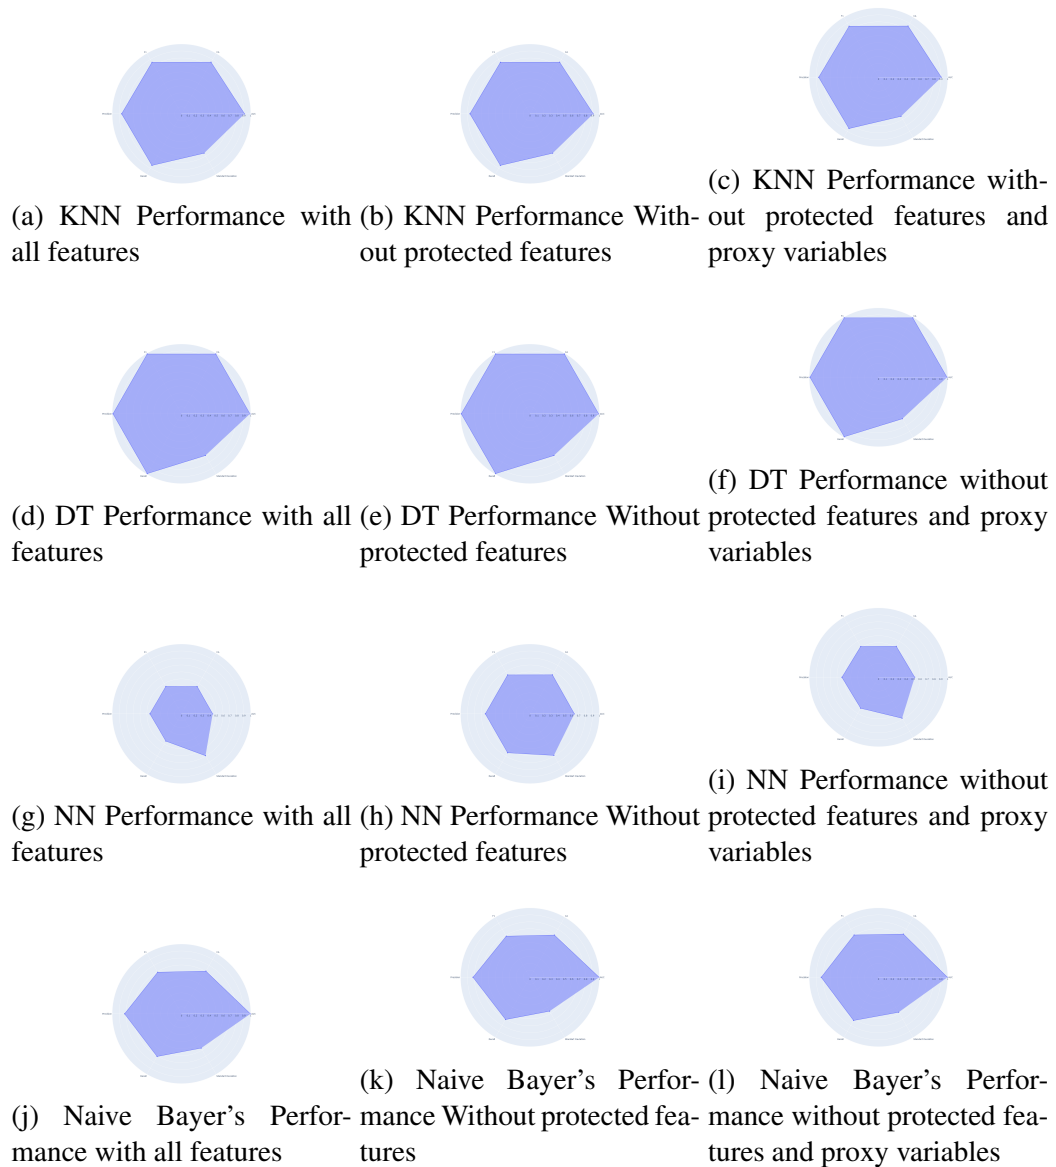 (a) KNN Performance with
all features
(b) KNN Performance With-
out protected features
(c) KNN Performance with-
out protected features and
proxy variables
(d) DT Performance with all
features
(e) DT Performance Without
protected features
(f) DT Performance without
protected features and proxy
variables
(g) NN Performance with all
features
(h) NN Performance Without
protected features
(i) NN Performance without
protected features and proxy
variables
(j) Naive Bayer's Perfor-
mance with all features
(k) Naive Bayer's Perfor-
mance Without protected fea-
tures
(l) Naive Bayer's Perfor-
mance without protected fea-
tures and proxy variables